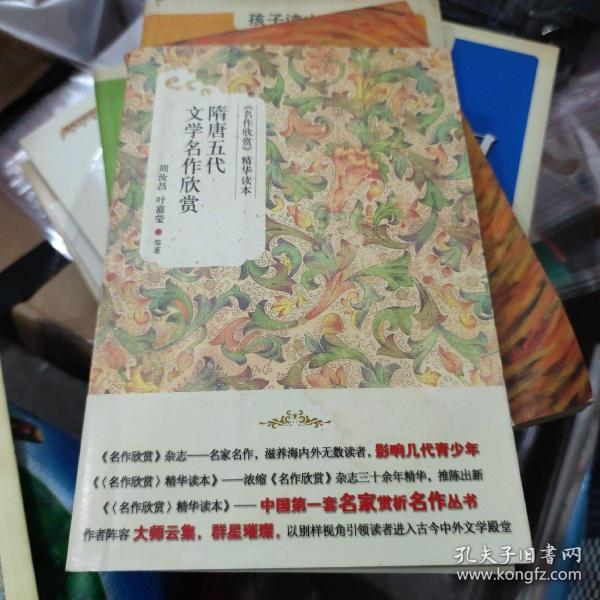 孩子读
《名作欣赏》精华读本
隋唐五代
文学名作欣赏
周汝昌 叶嘉莹 ● 等著
《名作欣赏》杂志——名家名作，滋养海内外无数读者，影响几代青少年
《〈名作欣赏〉精华读本》——浓缩《名作欣赏》杂志三十余年精华，推陈出新
《〈名作欣赏〉精华读本》——中国第一套名家赏析名作丛书
作者阵容大师云集，群星璀璨，以别样视角引领读者进入古今中外文学殿堂
孔夫子旧书网
www.kongfz.com